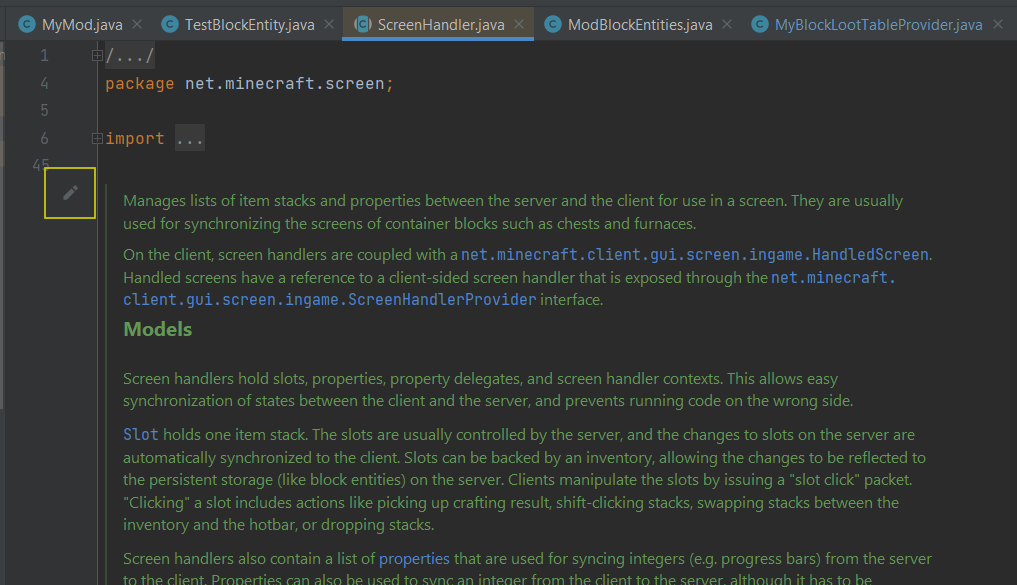 MyMod.java TestBlockEntity.java ScreenHandler.java ModBlockEntities.java MyBlockLootTableProvider.java
1 /.../
4 package net.minecraft.screen;
5
6 import ...
45
Manages lists of item stacks and properties between the server and the client for use in a screen. They are usually
used for synchronizing the screens of container blocks such as chests and furnaces.
On the client, screen handlers are coupled with a net.minecraft.client.gui.screen.ingame.HandledScreen.
Handled screens have a reference to a client-sided screen handler that is exposed through the net.minecraft.
client.gui.screen.ingame.ScreenHandlerProvider interface.
Models
Screen handlers hold slots, properties, property delegates, and screen handler contexts. This allows easy
synchronization of states between the client and the server, and prevents running code on the wrong side.
Slot holds one item stack. The slots are usually controlled by the server, and the changes to slots on the server are
automatically synchronized to the client. Slots can be backed by an inventory, allowing the changes to be reflected to
the persistent storage (like block entities) on the server. Clients manipulate the slots by issuing a "slot click" packet.
"Clicking" a slot includes actions like picking up crafting result, shift-clicking stacks, swapping stacks between the
inventory and the hotbar, or dropping stacks.
Screen handlers also contain a list of properties that are used for syncing integers (e.g. progress bars) from the server
to the client. Properties can also be used to sync an integer from the client to the server, although it has to be